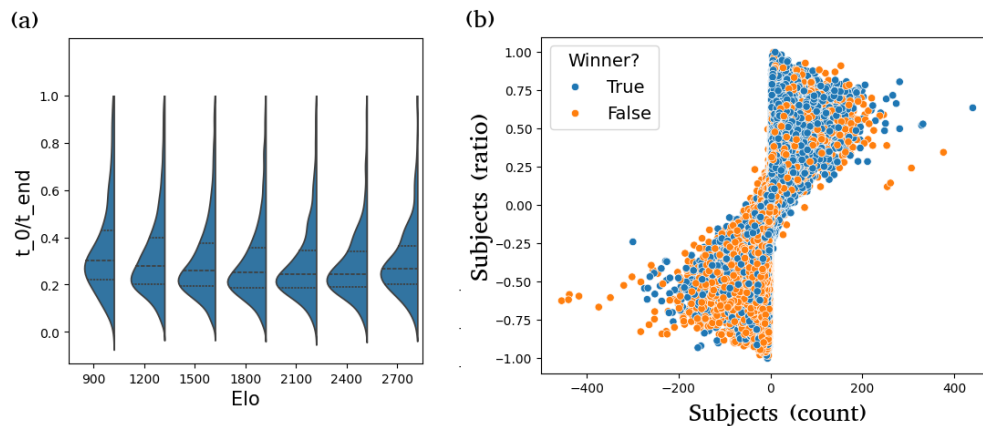 (a)
t_0/t_end
1.0
0.8
0.6
0.4
0.2
0.0
900 1200 1500 1800 2100 2400 2700
Elo
(b)
Subjects (ratio)
1.00
0.75
0.50
0.25
0.00
−0.25
−0.50
−0.75
−1.00
Winner?
True
False
−400 −200 0 200 400
Subjects (count)